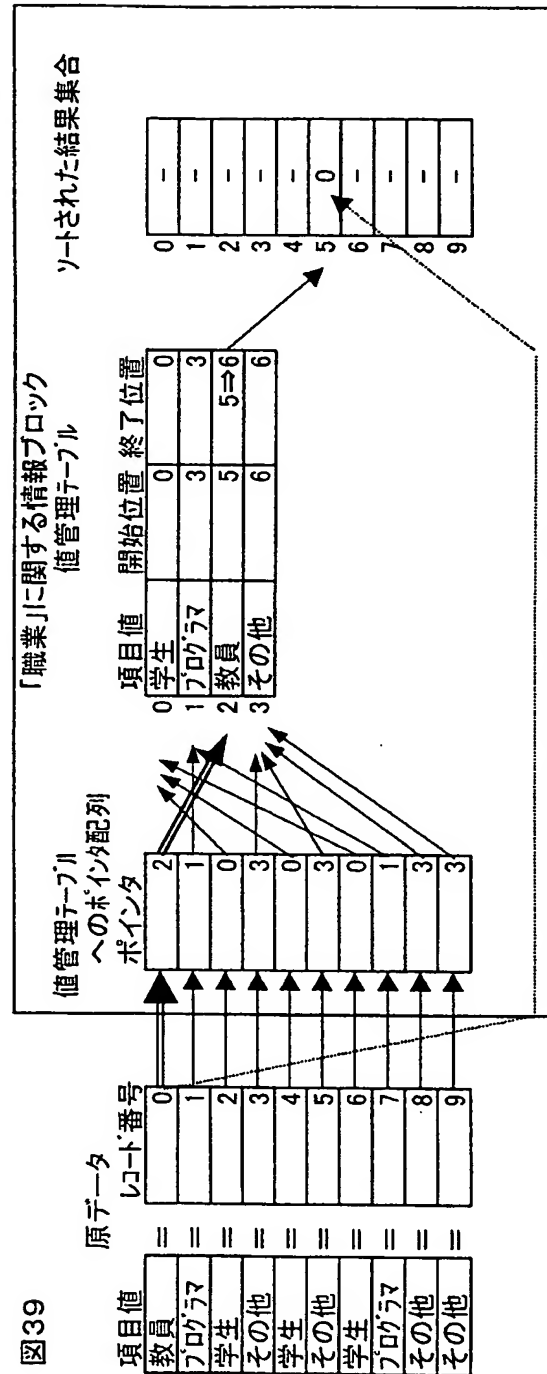 図39
「職業」に関する情報ブロック
原データ
値管理テーブル
へのポインタ配列
値管理テーブル
ソートされた結果集合
項目値 レコード番号 ポインタ 項目値 開始位置 終了位置
教員 = 0 2
プログラマ = 1 1
学生 = 2 0
その他 = 3 3
学生 = 4 0
その他 = 5 3
学生 = 6 0
プログラマ = 7 1
その他 = 8 3
その他 = 9 3
0 学生 0 0
1 プログラマ 3 3
2 教員 5 5⇒6
3 その他 6 6
0 -
1 -
2 -
3 -
4 -
5 0
6 -
7 -
8 -
9 -